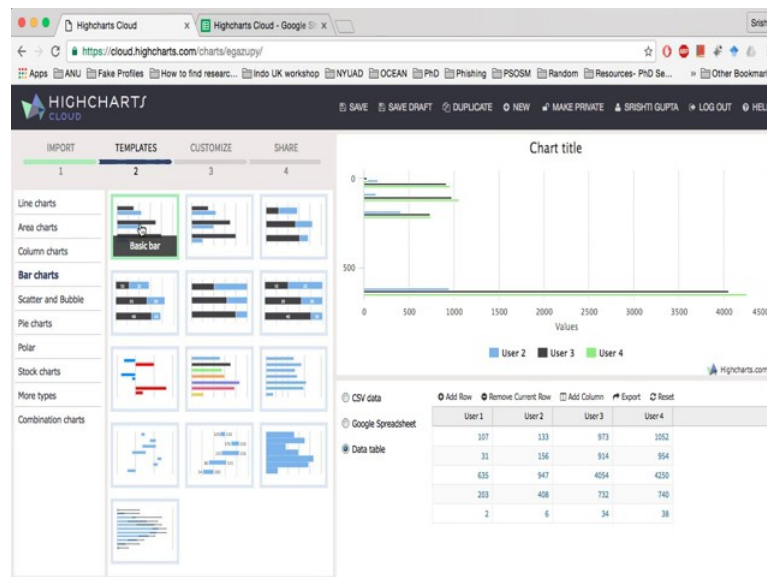 Highcharts Cloud x Highcharts Cloud - Google Sh x Srish
https://cloud.highcharts.com/charts/egazupy/
Apps ANU Fake Profiles How to find researc... Indo UK workshop NYUAD OCEAN PhD Phishing PSOSM Random Resources- PhD Se... » Other Bookmar
HIGHCHARTS
CLOUD
SAVE SAVE DRAFT DUPLICATE NEW MAKE PRIVATE SRISHTI GUPTA LOG OUT HEL
IMPORT TEMPLATES CUSTOMIZE SHARE
1 2 3 4
Line charts
Area charts
Column charts
Bar charts
Scatter and Bubble
Pie charts
Polar
Stock charts
More types
Combination charts
Basic bar
Chart title
0
500
0 500 1000 1500 2000 2500 3000 3500 4000 4500
Values
User 2 User 3 User 4
Highcharts.com
CSV data
Google Spreadsheet
Data table
Add Row Remove Current Row Add Column Export Reset
User 1 User 2 User 3 User 4
107 133 973 1052
31 156 914 954
635 947 4054 4250
203 408 732 740
2 6 34 38